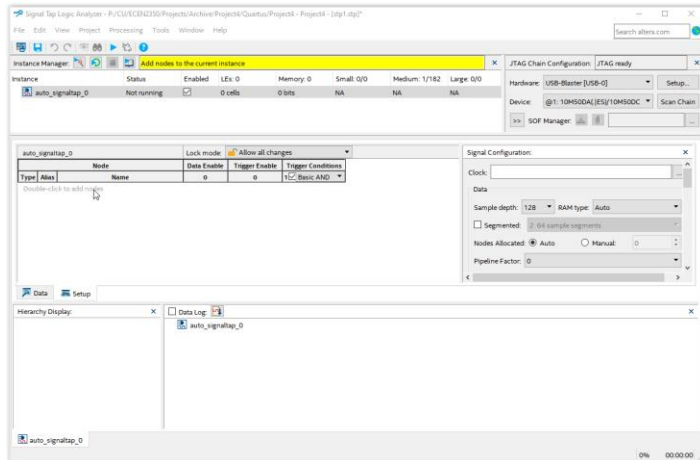 Signal Tap Logic Analyzer - P:/CU/ECEN2350/Projects/Archive/Project4/Quartus/Project4 - Project4 - [stp1.stp]*
File Edit View Project Processing Tools Window Help
Search altera.com
Instance Manager: Add nodes to the current instance
JTAG Chain Configuration: JTAG ready
Instance Status Enabled LEs: 0 Memory: 0 Small: 0/0 Medium: 1/182 Large: 0/0
auto_signaltap_0 Not running 0 cells 0 bits NA NA NA
Hardware: USB-Blaster [USB-0] Setup...
Device: @1: 10M50DA(.|ES)/10M50DC Scan Chain
>> SOF Manager: ...
auto_signaltap_0 Lock mode: Allow all changes
Node Data Enable Trigger Enable Trigger Conditions
Type Alias Name 0 0 1 Basic AND
Double-click to add nodes
Signal Configuration:
Clock: ...
Data
Sample depth: 128 RAM type: Auto
Segmented: 2 64 sample segments
Nodes Allocated: Auto Manual: 0
Pipeline Factor: 0
Data Setup
Hierarchy Display: Data Log:
auto_signaltap_0
auto_signaltap_0
0% 00:00:00